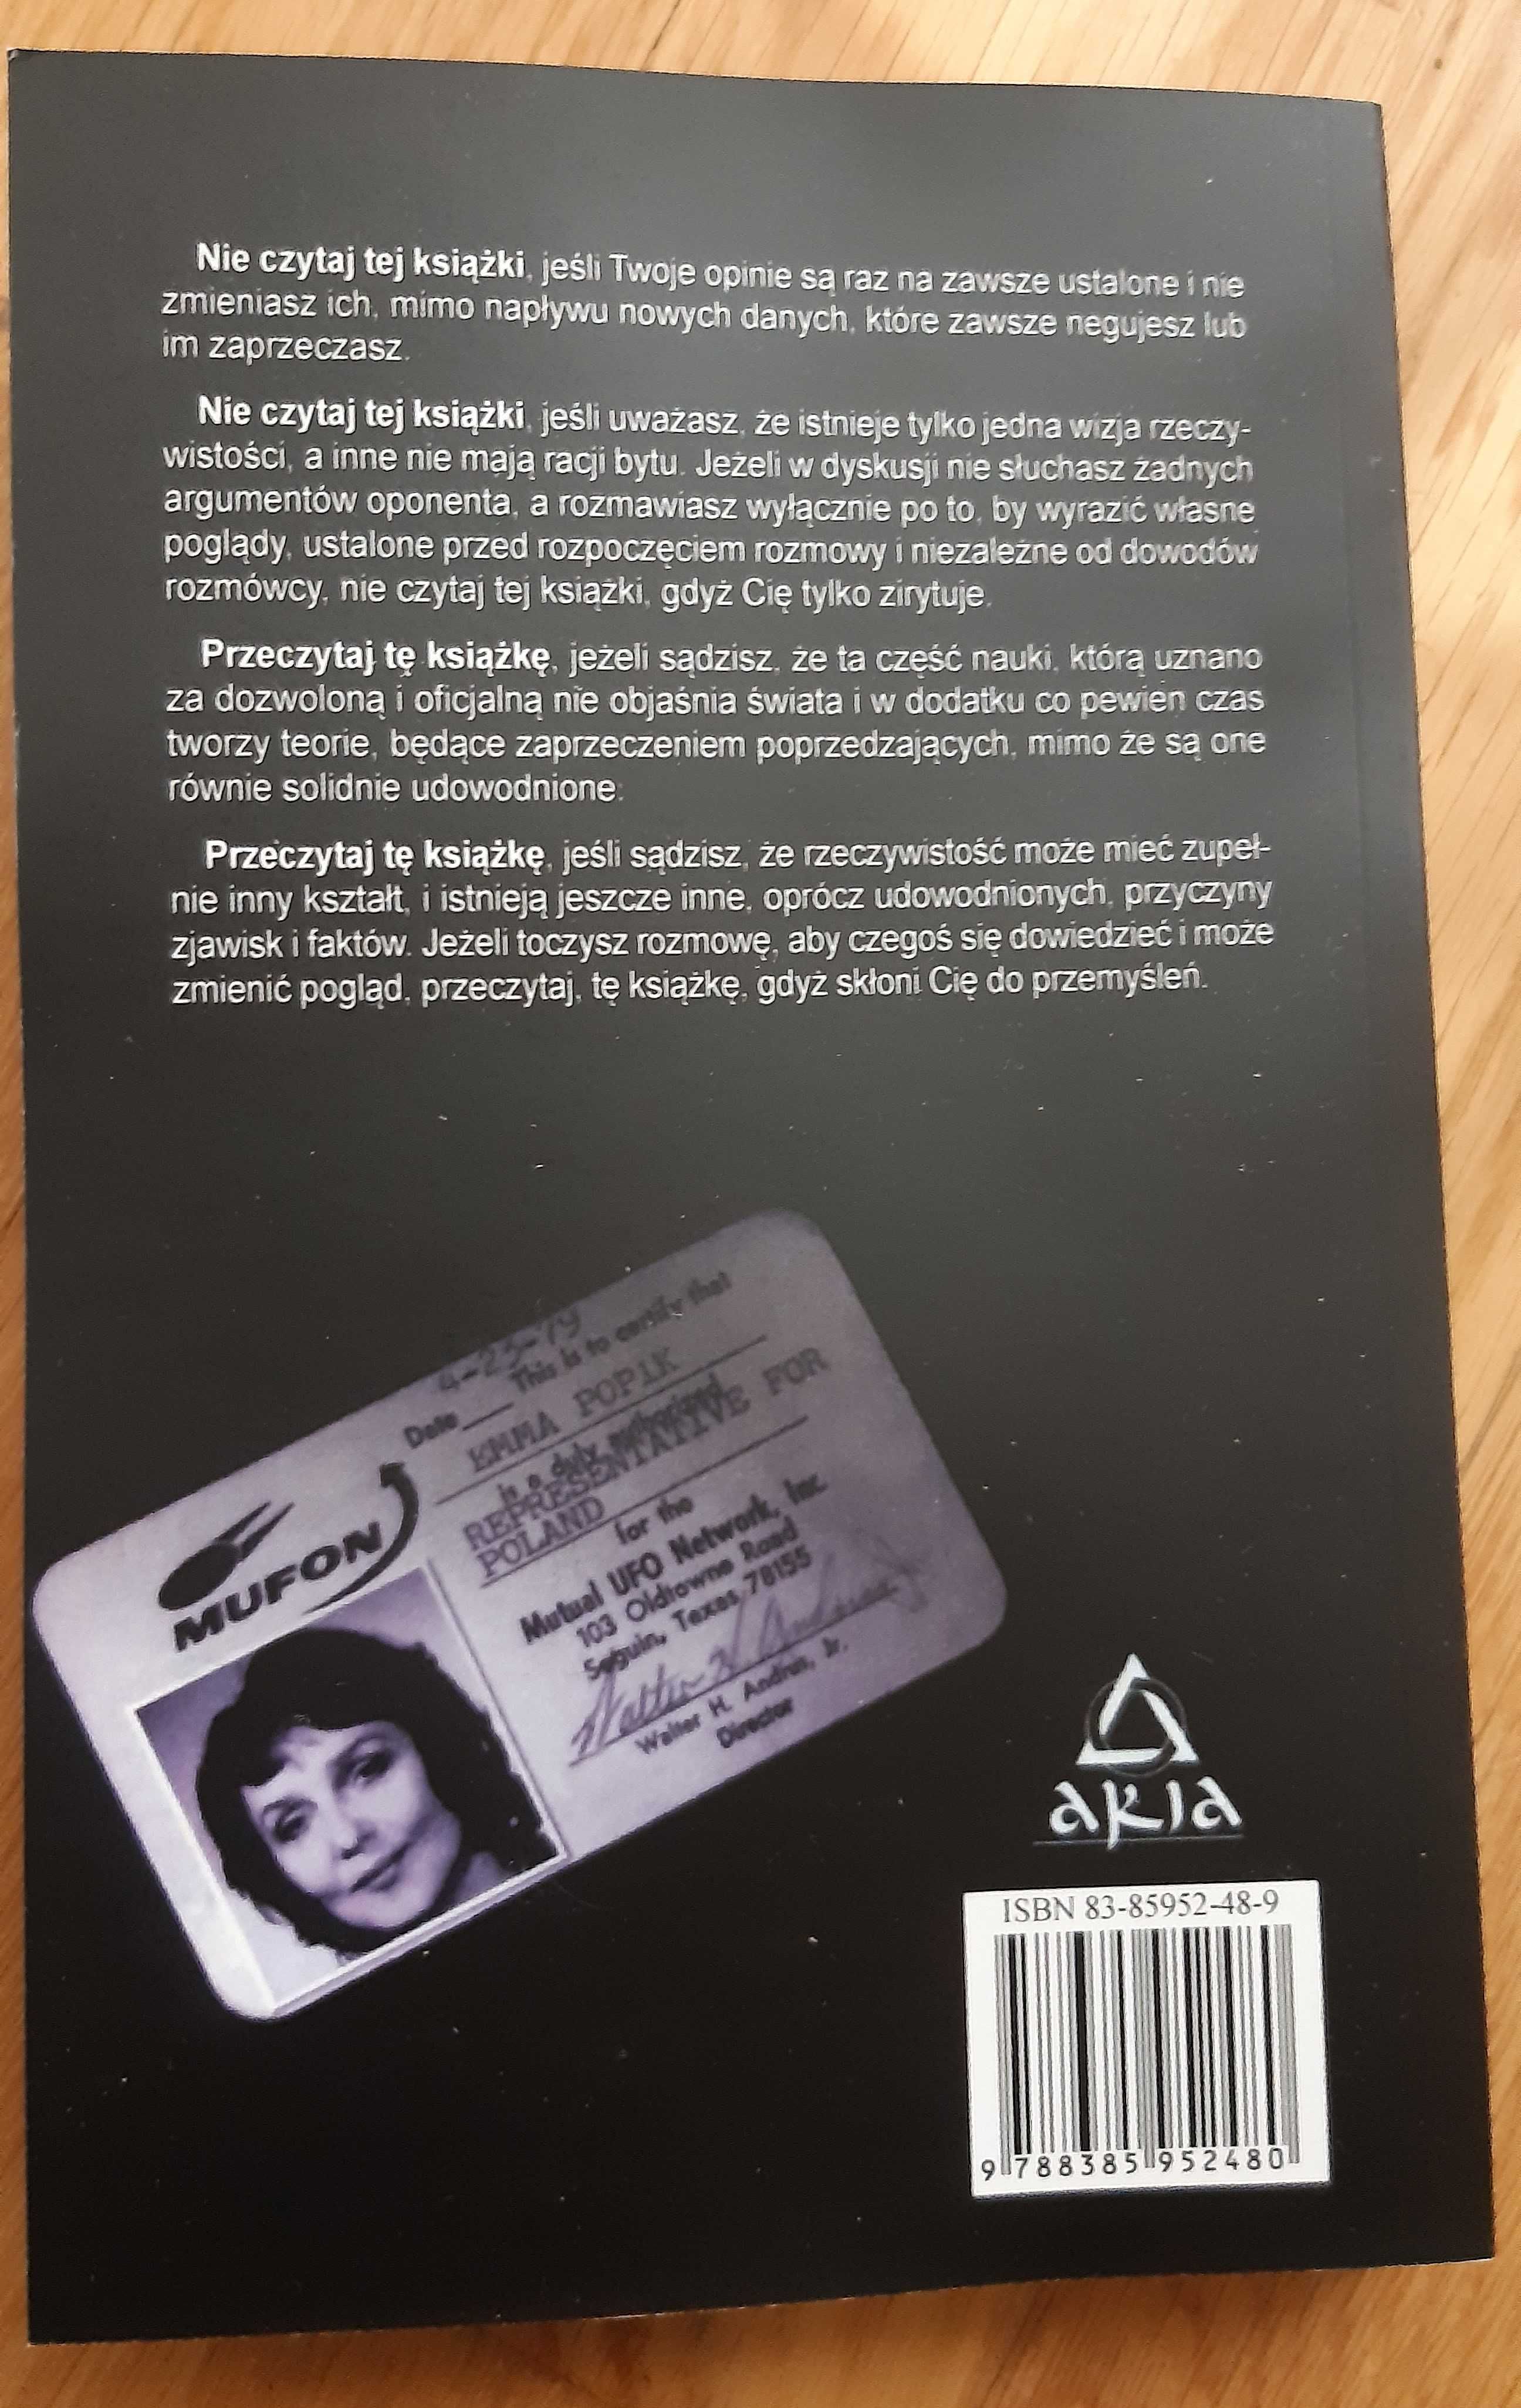 Nie czytaj tej książki, jeśli Twoje opinie są raz na zawsze ustalone i nie
zmieniasz ich, mimo napływu nowych danych, które zawsze negujesz lub
im zaprzeczasz.
Nie czytaj tej książki, jeśli uważasz, że istnieje tylko jedna wizja rzeczy-
wistości, a inne nie mają racji bytu. Jeżeli w dyskusji nie słuchasz żadnych
argumentów oponenta, a rozmawiasz wyłącznie po to, by wyrazić własne
poglądy, ustalone przed rozpoczęciem rozmowy i niezależne od dowodów
rozmówcy, nie czytaj tej książki, gdyż Cię tylko zirytuje.
Przeczytaj tę książkę, jeżeli sądzisz, że ta część nauki, którą uznano
za dozwoloną i oficjalną nie objaśnia świata i w dodatku co pewien czas
tworzy teorie, będące zaprzeczeniem poprzedzających, mimo że są one
równie solidnie udowodnione.
Przeczytaj tę książkę, jeśli sądzisz, że rzeczywistość może mieć zupeł-
nie inny kształt, i istnieją jeszcze inne, oprócz udowodnionych, przyczyny
zjawisk i faktów. Jeżeli toczysz rozmowę, aby czegoś się dowiedzieć i może
zmienić pogląd, przeczytaj, tę książkę, gdyż skłoni Cię do przemyśleń.
MUFON
Date 4-23-79
This is to certify that
EMMA POPIK
is a duly authorized
REPRESENTATIVE FOR
POLAND
for the
Mutual UFO Network, Inc
103 Oldtowne Road
Seguin, Texas 78155
Walter H. Andrus, Jr.
Director
akia
ISBN 83-85952-48-9
9 788385 952480